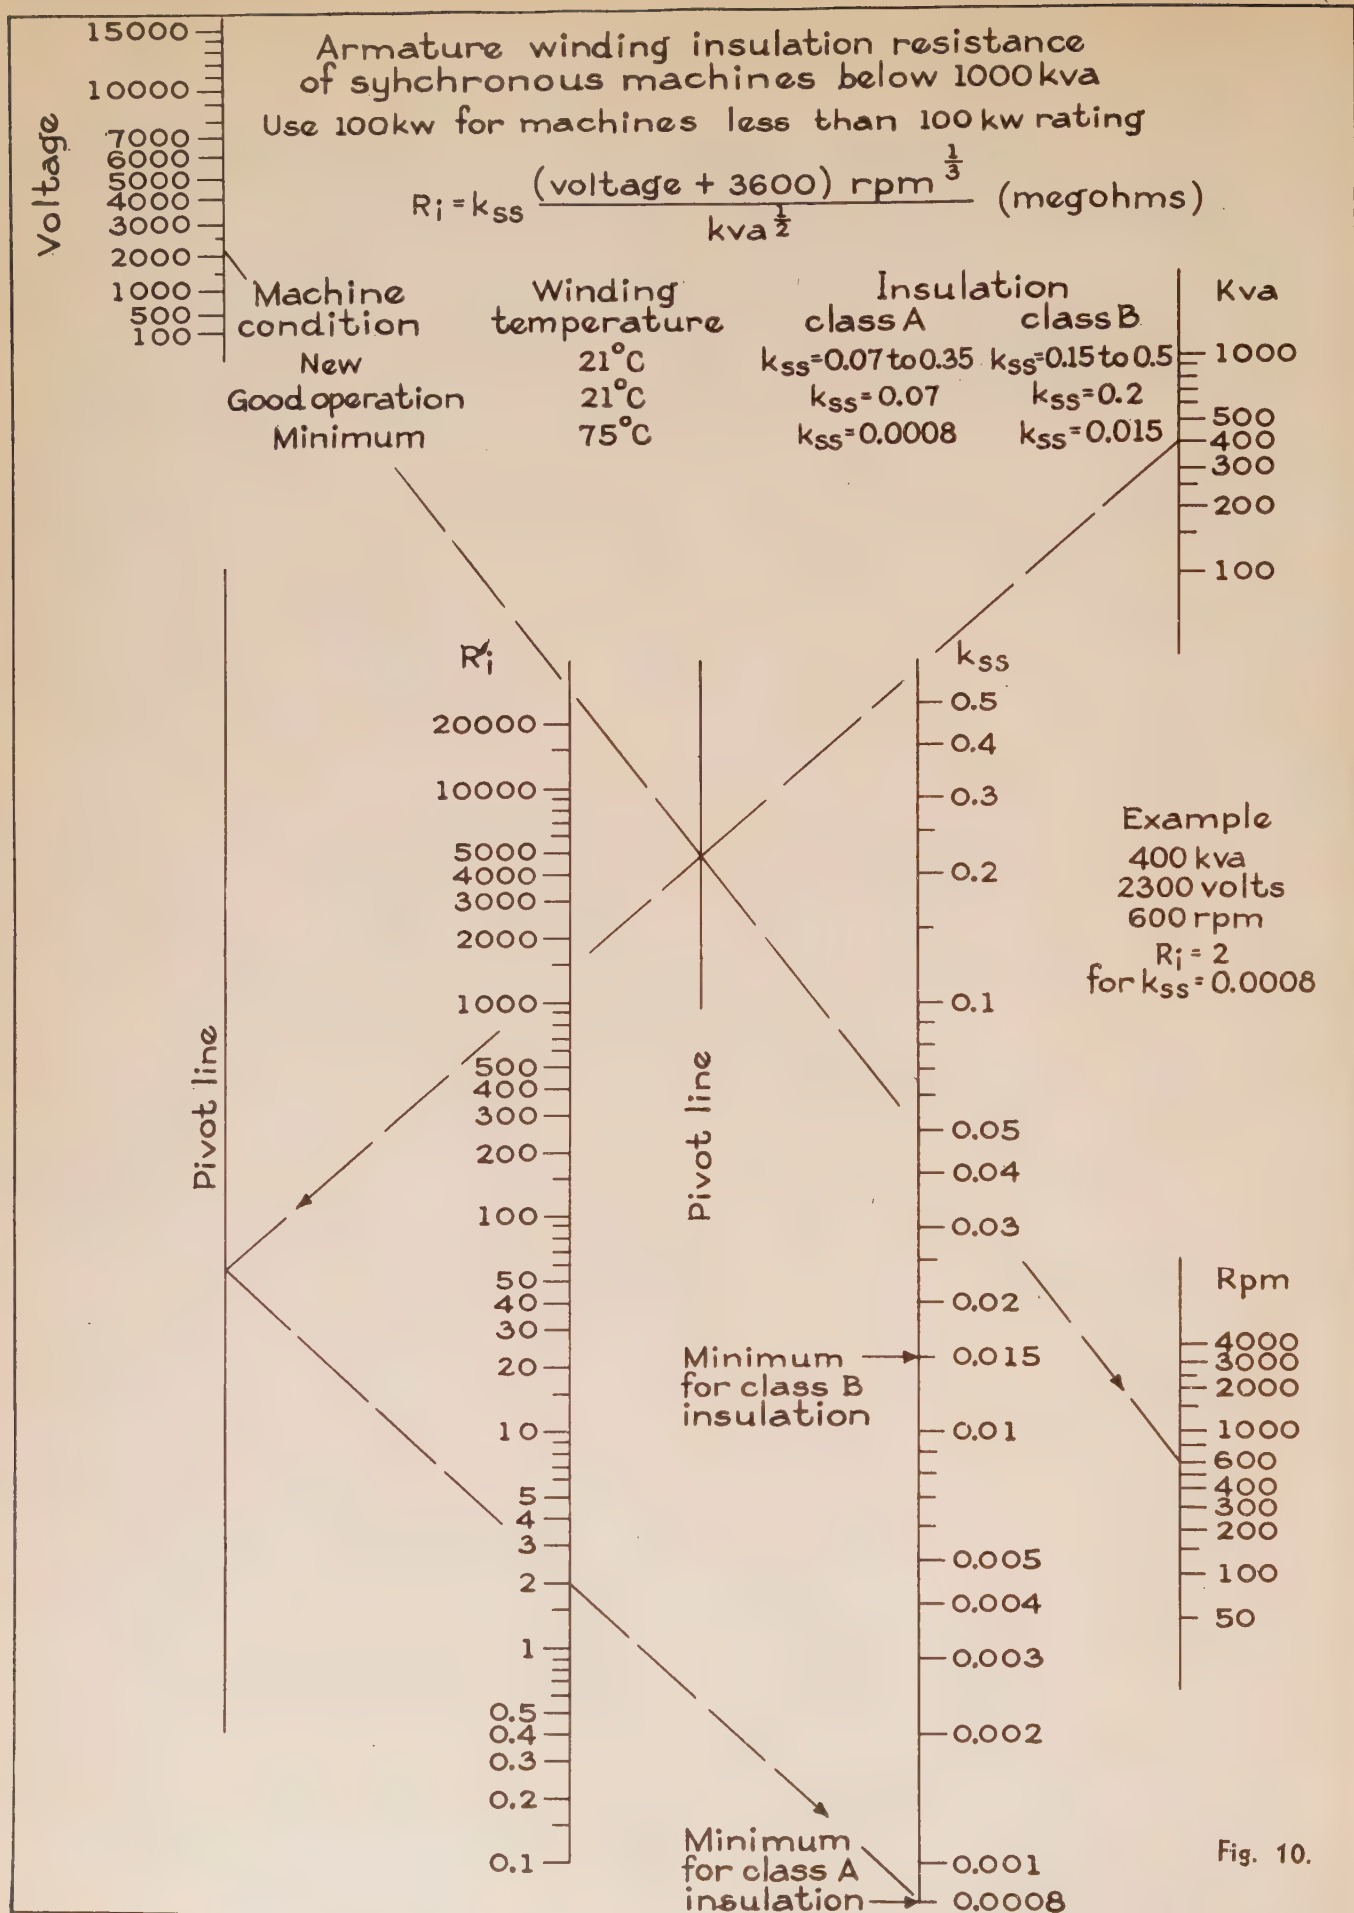 Armature winding insulation resistance
of syhchronous machines below 1000 kva
Use 100 kw for machines less than 100 kw rating
Ri = kss (voltage + 3600) rpm^1/3 / kva^1/2 (megohms)
Voltage
15000
10000
7000
6000
5000
4000
3000
2000
1000
500
100
Machine condition Winding temperature Insulation class A class B
New 21°C kss=0.07 to 0.35 kss=0.15 to 0.5
Good operation 21°C kss=0.07 kss=0.2
Minimum 75°C kss=0.0008 kss=0.015
Kva
1000
500
400
300
200
100
Pivot line
Ri
20000
10000
5000
4000
3000
2000
1000
500
400
300
200
100
50
40
30
20
10
5
4
3
2
1
0.5
0.4
0.3
0.2
0.1
Pivot line
kss
0.5
0.4
0.3
0.2
0.1
0.05
0.04
0.03
0.02
0.015
0.01
0.005
0.004
0.003
0.002
0.001
0.0008
Minimum
for class B
insulation
Minimum
for class A
insulation
Example
400 kva
2300 volts
600 rpm
Ri = 2
for kss = 0.0008
Rpm
4000
3000
2000
1000
600
400
300
200
100
50
Fig. 10.